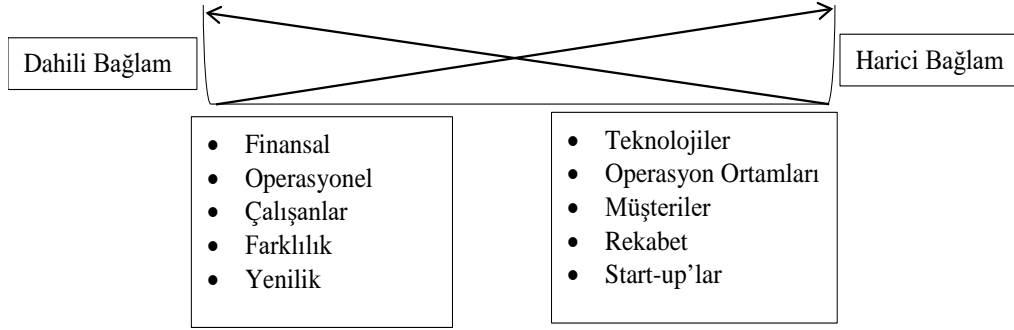 Dahili Bağlam
Harici Bağlam
• Finansal
• Operasyonel
• Çalışanlar
• Farklılık
• Yenilik
• Teknolojiler
• Operasyon Ortamları
• Müşteriler
• Rekabet
• Start-up’lar